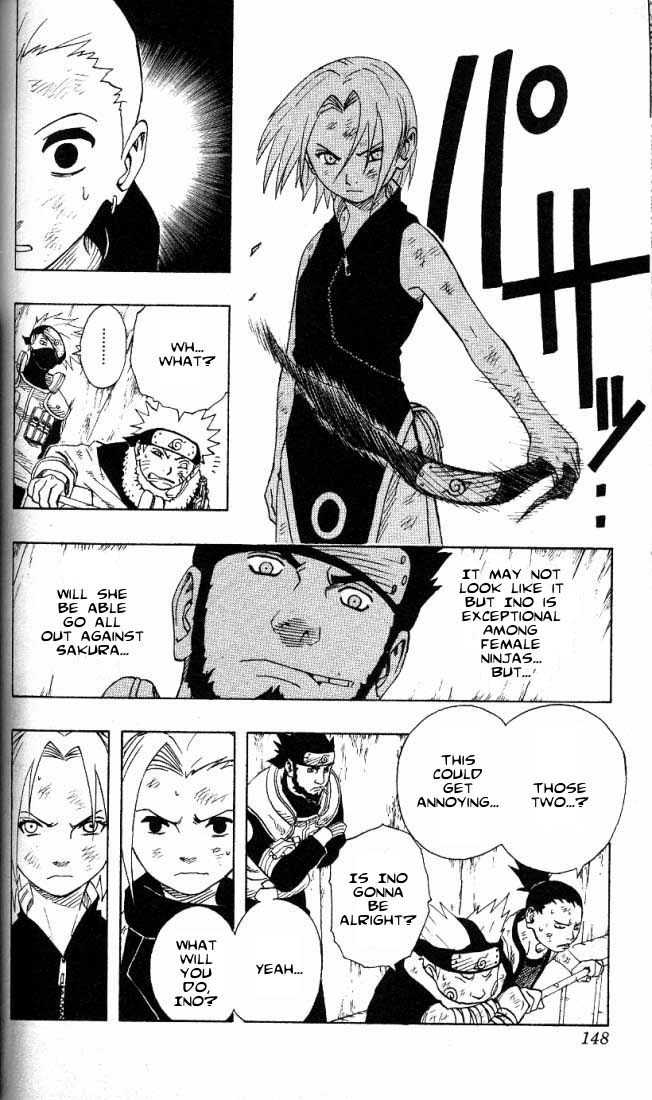 パサッ…
WH...
WHAT?
........
IT MAY NOT
LOOK LIKE IT
BUT INO IS
EXCEPTIONAL
AMONG
FEMALE
NINJAS...
BUT...
WILL SHE
BE ABLE
GO ALL
OUT AGAINST
SAKURA...
THOSE
TWO...?
THIS
COULD
GET
ANNOYING...
IS INO
GONNA
BE
ALRIGHT?
YEAH...
WHAT
WILL
YOU
DO,
INO?
148